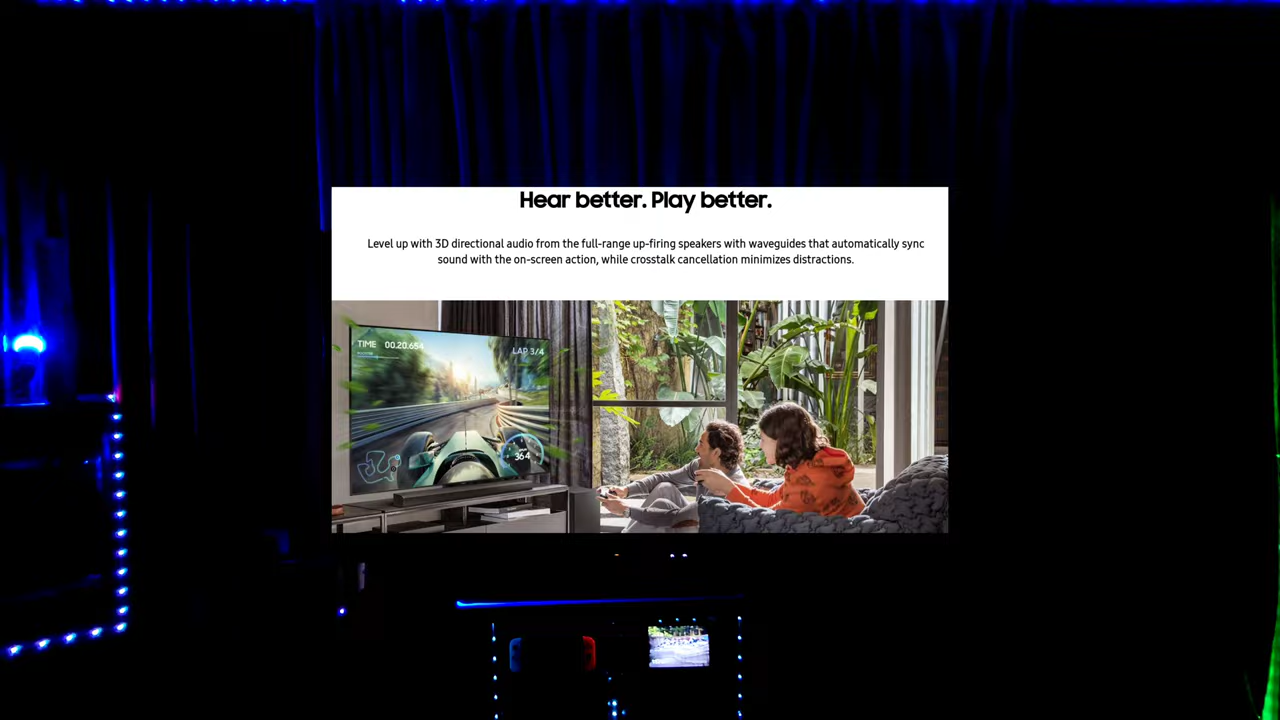 Hear better. Play better.
Level up with 3D directional audio from the full-range up-firing speakers with waveguides that automatically sync
sound with the on-screen action, while crosstalk cancellation minimizes distractions.
TIME 00.20.654
LAP 3/4
364